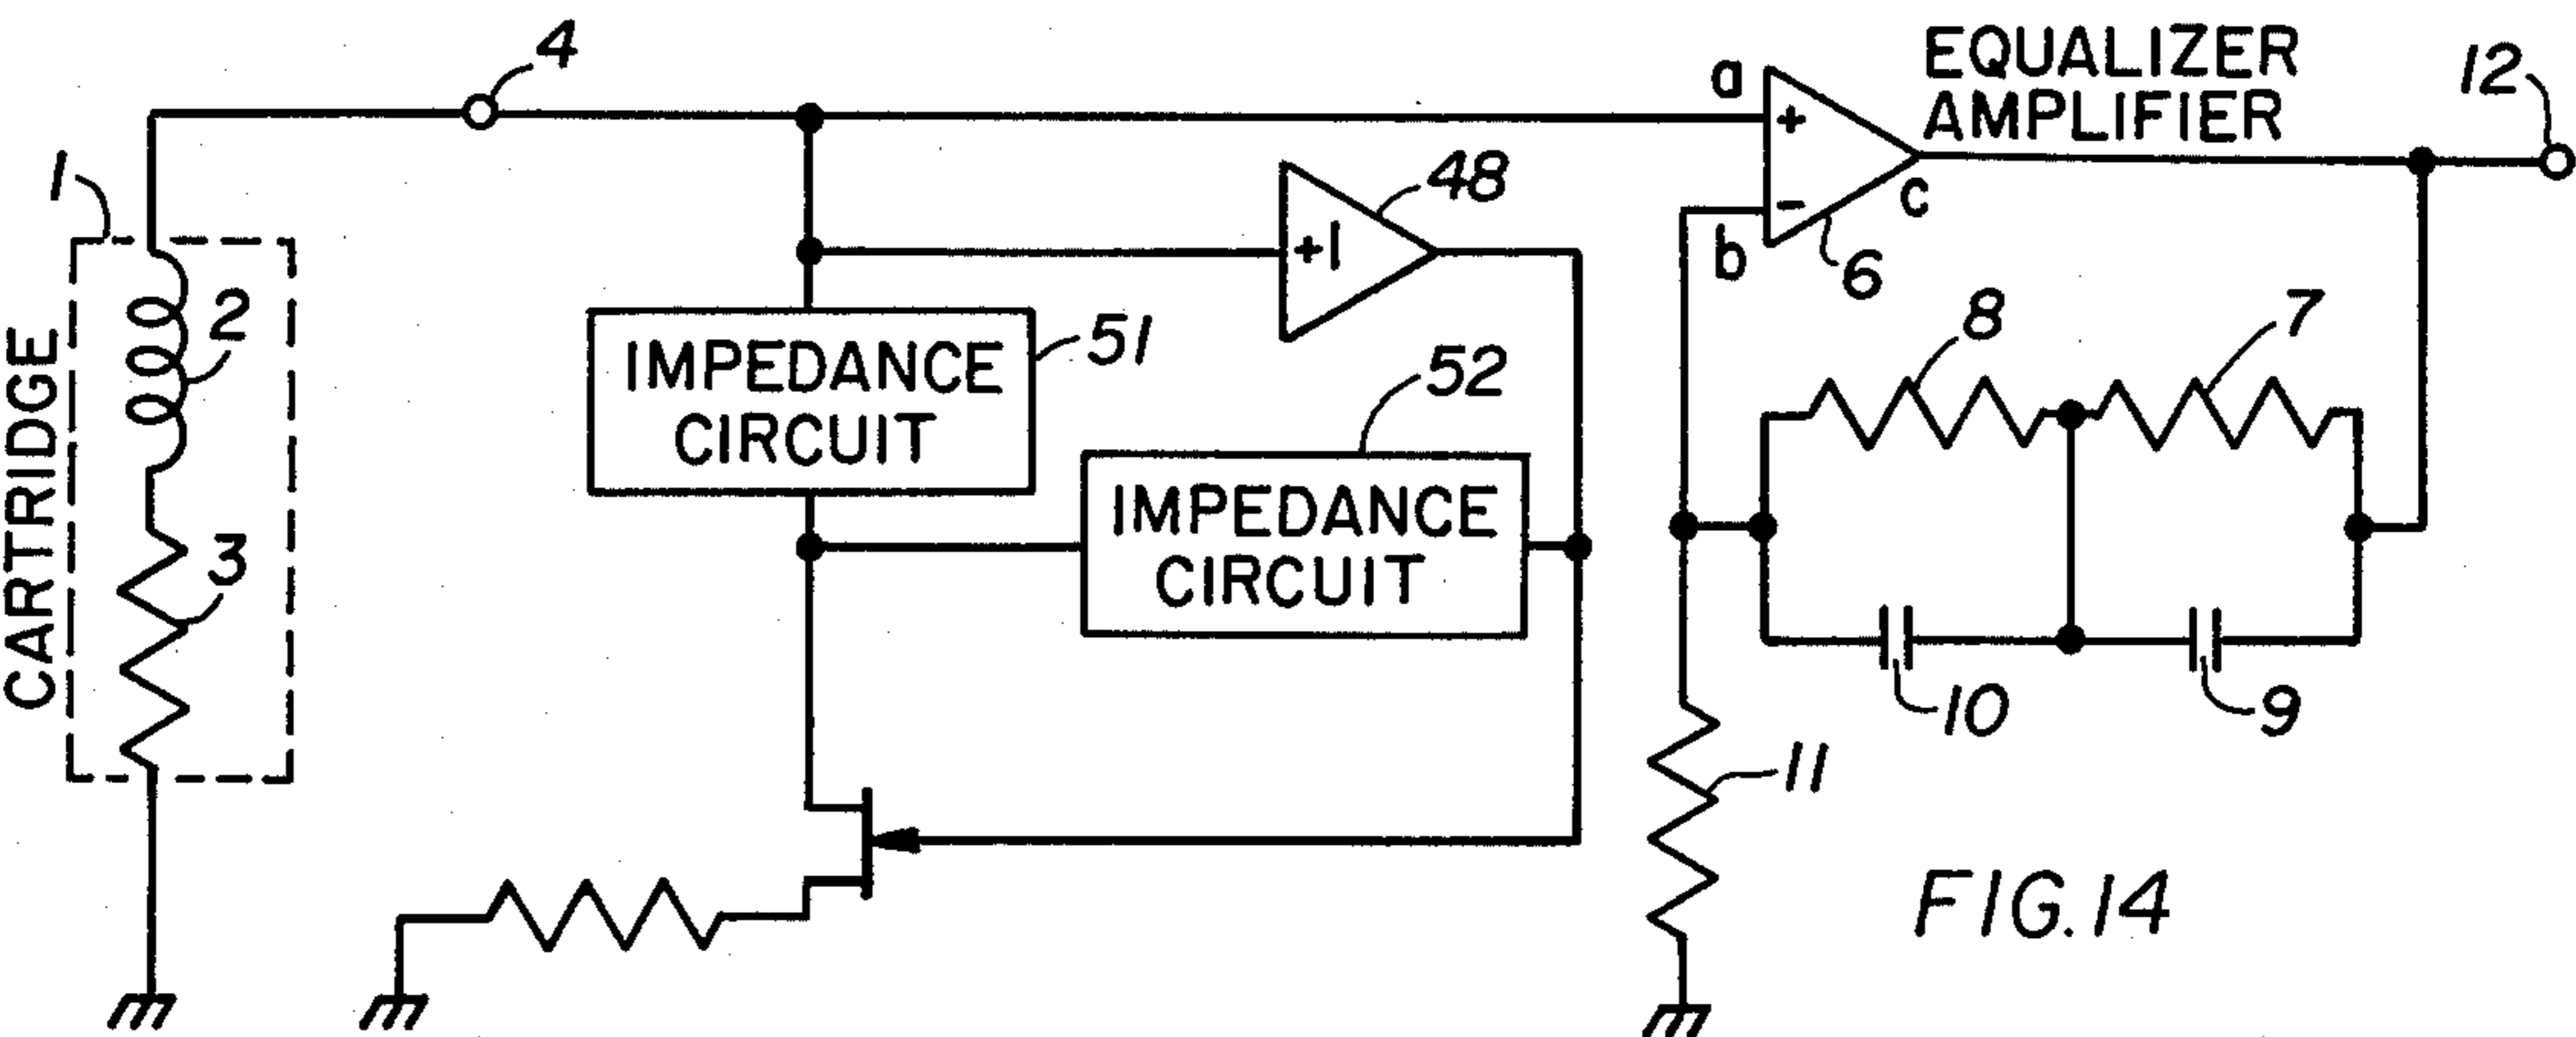 4
EQUALIZER
AMPLIFIER
12
a
+
1
48
c
+1
-
b
6
CARTRIDGE
2
IMPEDANCE
CIRCUIT
51
8
7
52
IMPEDANCE
CIRCUIT
3
10
9
11
FIG. 14